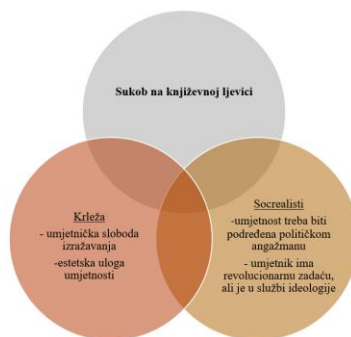 Sukob na književnoj ljevici
Krleža
- umjetnička sloboda
izražavanja
-estetska uloga
umjetnosti
Socrealisti
-umjetnost treba biti
podređena političkom
angažmanu
- umjetnik ima
revolucionarnu zadaću,
ali je u službi ideologije